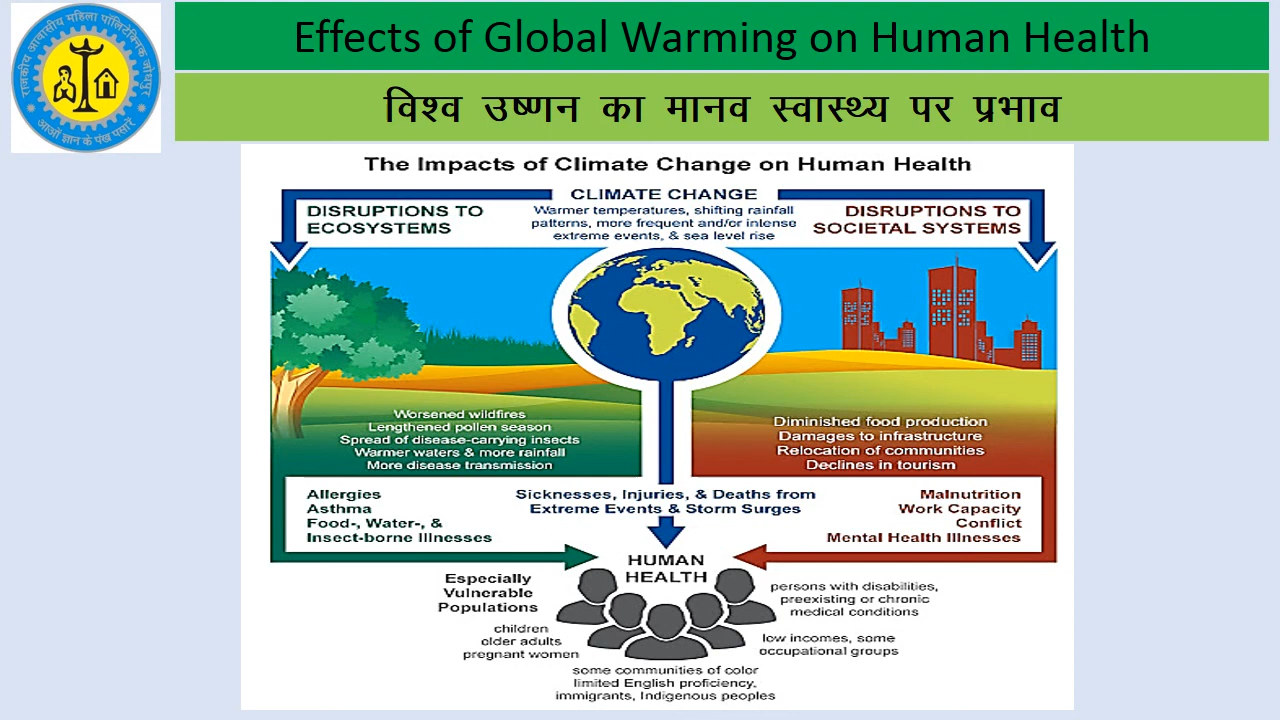 राजकीय आवासीय महिला पॉलिटेक्निक जोधपुर
आओं ज्ञान के पंख पसारें
Effects of Global Warming on Human Health
विश्व उष्णन का मानव स्वास्थ्य पर प्रभाव
The Impacts of Climate Change on Human Health
CLIMATE CHANGE
Warmer temperatures, shifting rainfall
patterns, more frequent and/or intense
extreme events, & sea level rise
DISRUPTIONS TO
ECOSYSTEMS
DISRUPTIONS TO
SOCIETAL SYSTEMS
Worsened wildfires
Lengthened pollen season
Spread of disease-carrying insects
Warmer waters & more rainfall
More disease transmission
Diminished food production
Damages to infrastructure
Relocation of communities
Declines in tourism
Allergies
Asthma
Food-, Water-, &
Insect-borne Illnesses
Sicknesses, Injuries, & Deaths from
Extreme Events & Storm Surges
Malnutrition
Work Capacity
Conflict
Mental Health Illnesses
HUMAN
HEALTH
Especially
Vulnerable
Populations
children
older adults
pregnant women
persons with disabilities,
preexisting or chronic
medical conditions
low incomes, some
occupational groups
some communities of color
limited English proficiency,
immigrants, Indigenous peoples